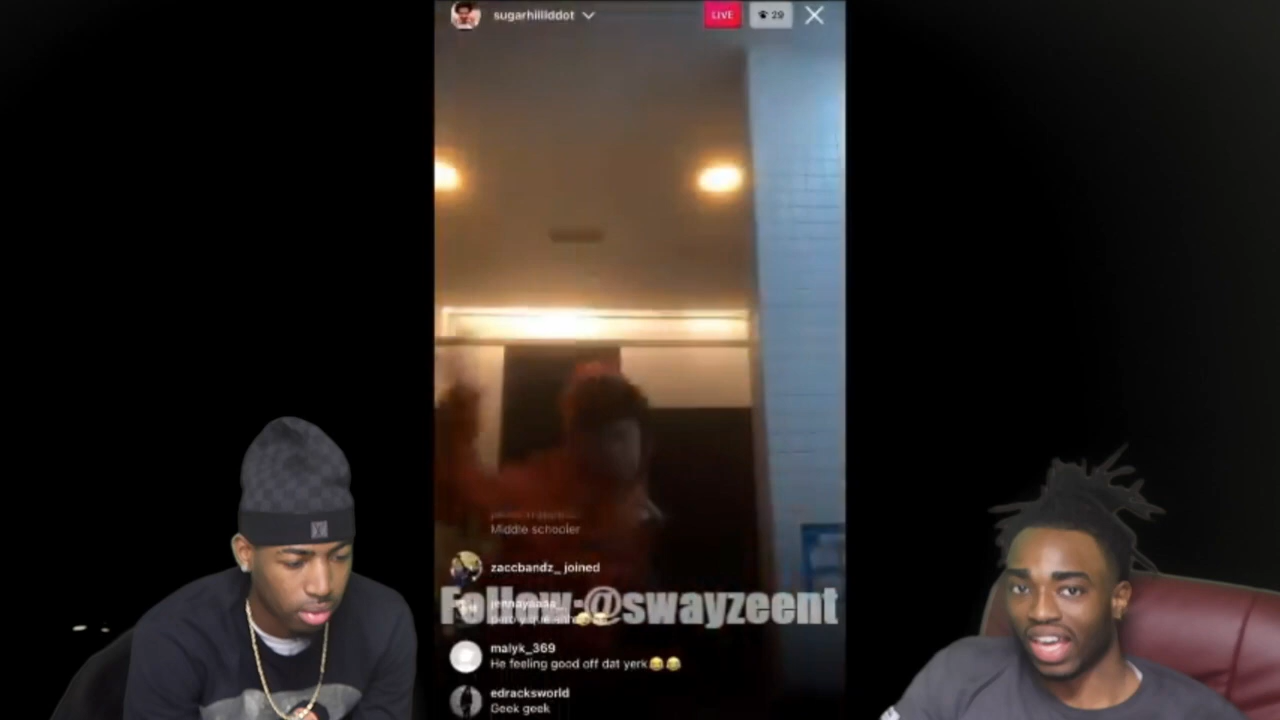 sugarhillddot
LIVE
29
Middle schooler
zaccbandz_ joined
Follow:@swayzeent
malyk_369
He feeling good off dat yerk😂😂
edracksworld
Geek geek